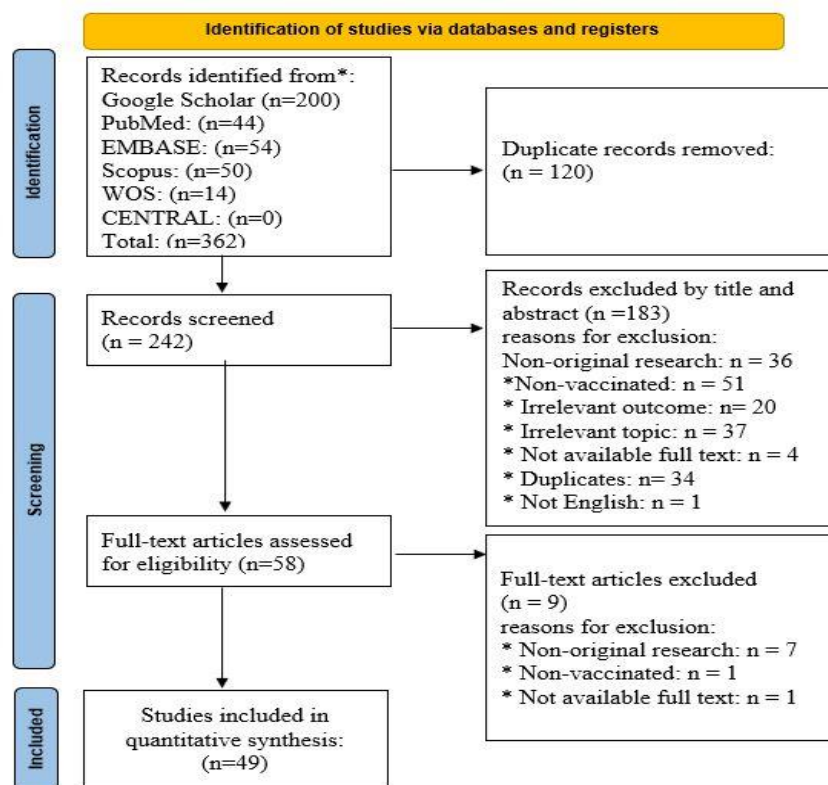 Identification of studies via databases and registers
Identification
Records identified from*:
Google Scholar (n=200)
PubMed: (n=44)
EMBASE: (n=54)
Scopus: (n=50)
WOS: (n=14)
CENTRAL: (n=0)
Total: (n=362)
Duplicate records removed:
(n = 120)
Screening
Records screened
(n = 242)
Records excluded by title and
abstract (n =183)
reasons for exclusion:
Non-original research: n = 36
*Non-vaccinated: n = 51
* Irrelevant outcome: n= 20
* Irrelevant topic: n = 37
* Not available full text: n = 4
* Duplicates: n= 34
* Not English: n = 1
Full-text articles assessed
for eligibility (n=58)
Full-text articles excluded
(n = 9)
reasons for exclusion:
* Non-original research: n = 7
* Non-vaccinated: n = 1
* Not available full text: n = 1
Included
Studies included in
quantitative synthesis:
(n=49)